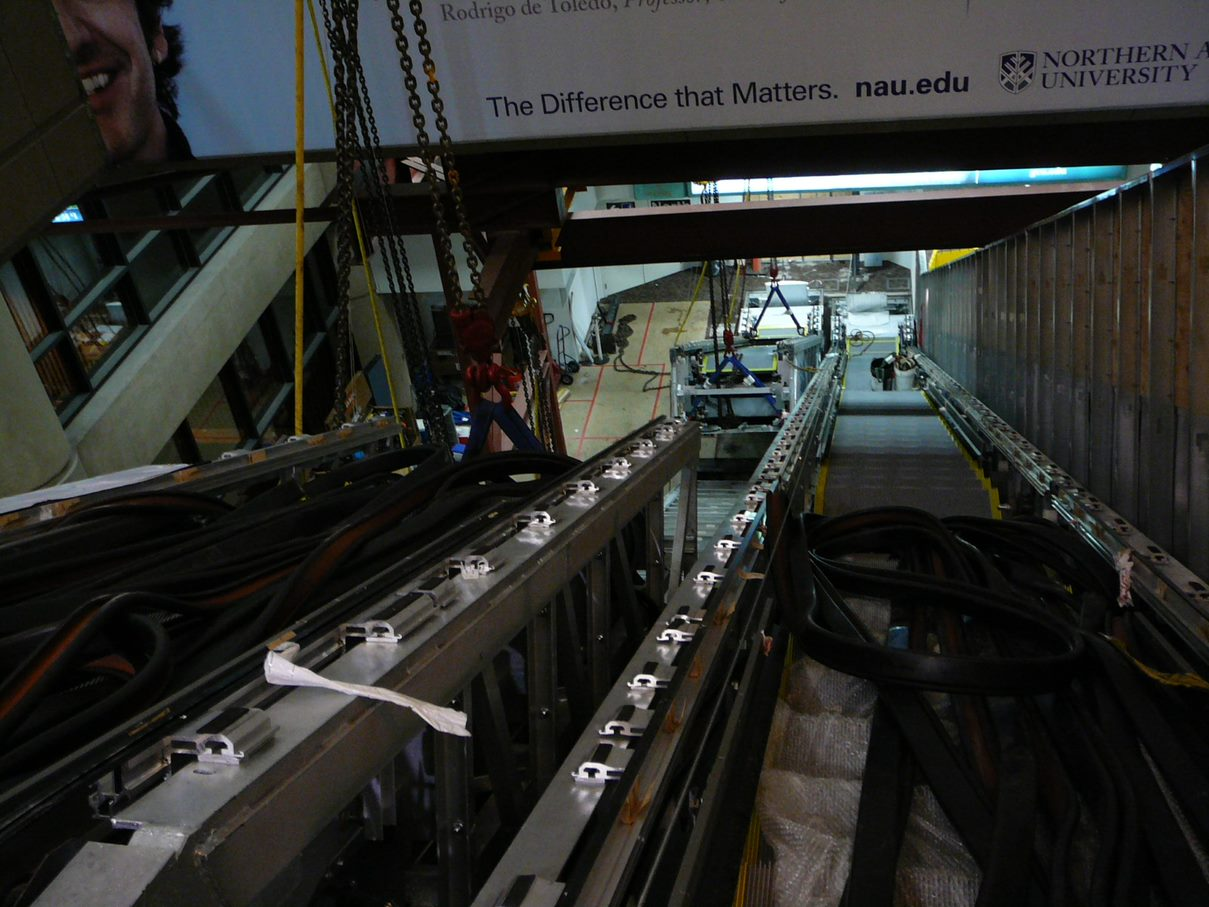 Rodrigo de Toledo, Professor,
The Difference that Matters. nau.edu
NORTHERN
UNIVERSITY